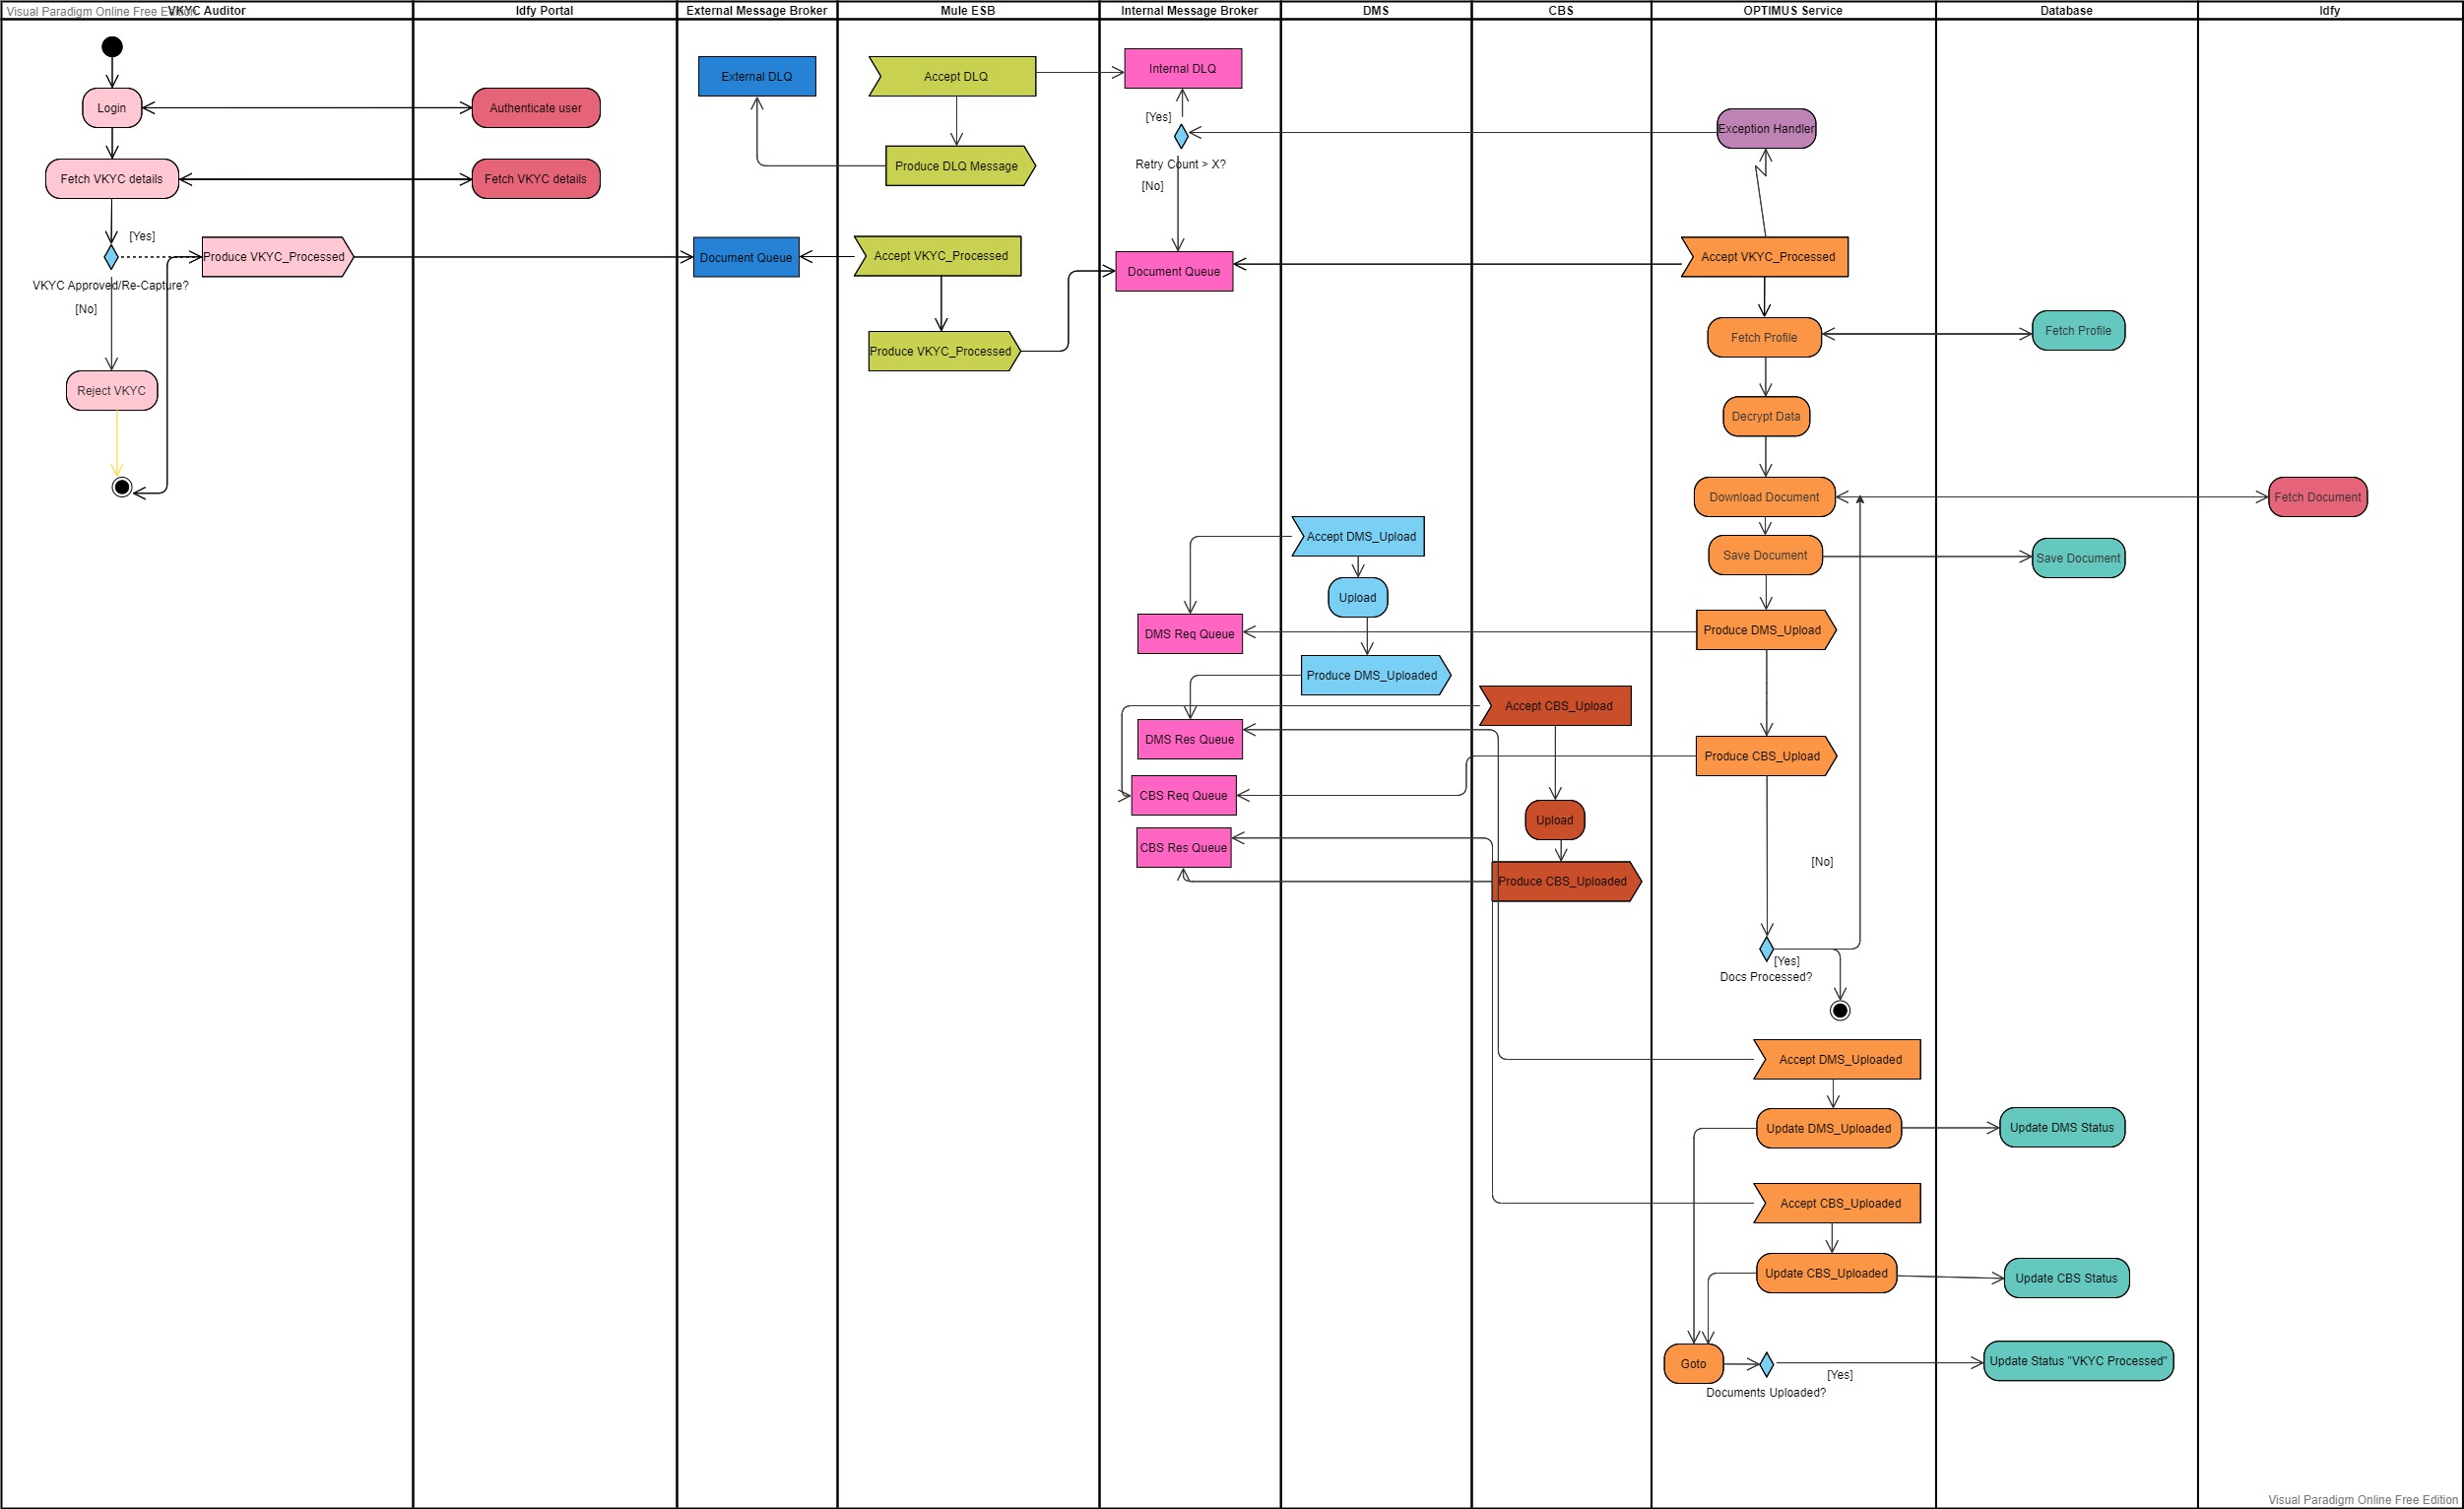 Visual Paradigm Online Free Edition
VKYC Auditor
Idfy Portal
External Message Broker
Mule ESB
Internal Message Broker
DMS
CBS
OPTIMUS Service
Database
Idfy
Login
Authenticate user
Fetch VKYC details
Fetch VKYC details
[Yes]
Produce VKYC_Processed
VKYC Approved/Re-Capture?
[No]
Reject VKYC
External DLQ
Document Queue
Accept DLQ
Produce DLQ Message
Accept VKYC_Processed
Produce VKYC_Processed
Internal DLQ
[Yes]
Retry Count > X?
[No]
Document Queue
DMS Req Queue
DMS Res Queue
CBS Req Queue
CBS Res Queue
Accept DMS_Upload
Upload
Produce DMS_Uploaded
Accept CBS_Upload
Upload
Produce CBS_Uploaded
Exception Handler
Accept VKYC_Processed
Fetch Profile
Decrypt Data
Download Document
Save Document
Produce DMS_Upload
Produce CBS_Upload
[No]
[Yes]
Docs Processed?
Accept DMS_Uploaded
Update DMS_Uploaded
Accept CBS_Uploaded
Update CBS_Uploaded
Goto
[Yes]
Documents Uploaded?
Fetch Profile
Save Document
Update DMS Status
Update CBS Status
Update Status "VKYC Processed"
Fetch Document
Visual Paradigm Online Free Edition